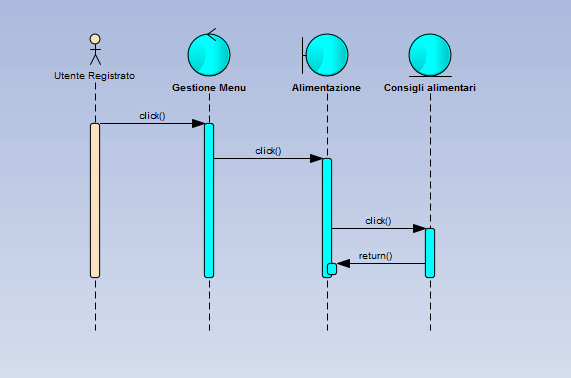 Utente Registrato
Gestione Menu
Alimentazione
Consigli alimentari
click()
click()
click()
return()